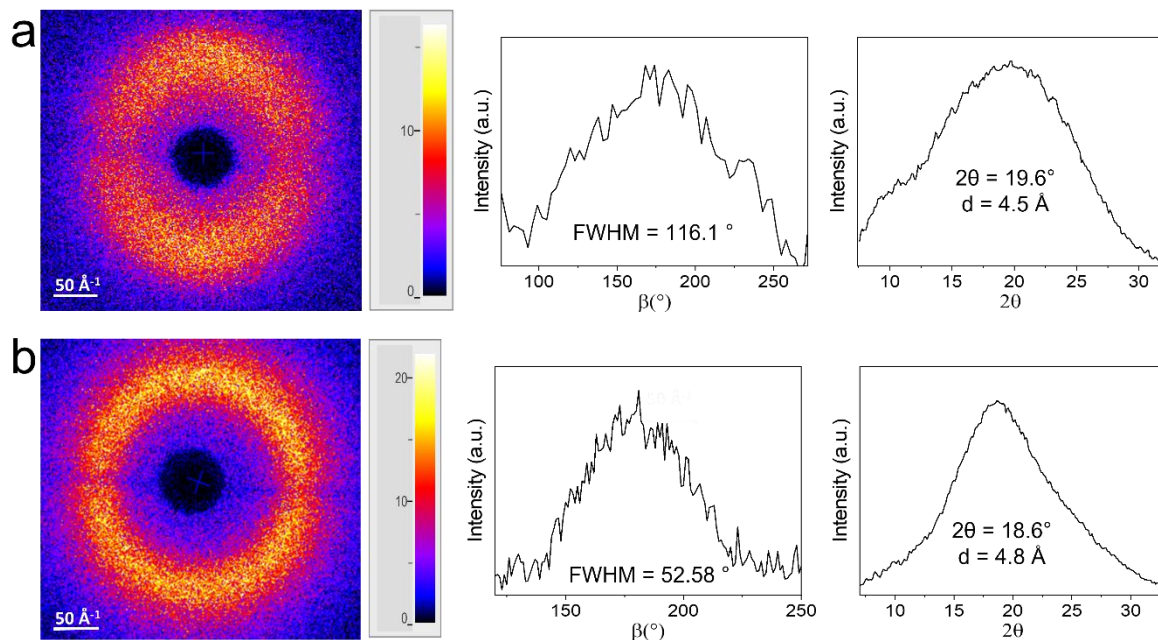 a
10
0
50 Å⁻¹
Intensity (a.u.)
FWHM = 116.1 °
100 150 200 250
β(°)
Intensity (a.u.)
2θ = 19.6°
d = 4.5 Å
10 15 20 25 30
2θ
b
20
10
0
50 Å⁻¹
Intensity (a.u.)
FWHM = 52.58 °
150 200 250
β(°)
Intensity (a.u.)
2θ = 18.6°
d = 4.8 Å
10 15 20 25 30
2θ